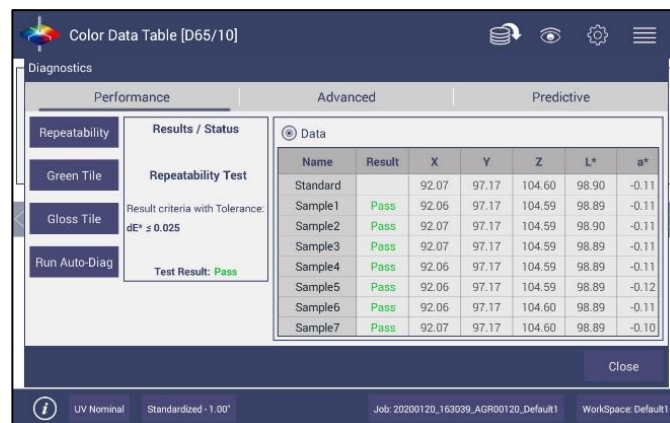 Color Data Table [D65/10]
Diagnostics
Performance Advanced Predictive
Repeatability
Green Tile
Gloss Tile
Run Auto-Diag
Results / Status
Repeatability Test
Result criteria with Tolerance:
dE* ≤ 0.025
Test Result: Pass
Data
Name Result X Y Z L* a*
Standard 92.07 97.17 104.60 98.90 -0.11
Sample1 Pass 92.06 97.17 104.59 98.89 -0.11
Sample2 Pass 92.07 97.17 104.59 98.90 -0.11
Sample3 Pass 92.07 97.17 104.59 98.89 -0.11
Sample4 Pass 92.06 97.17 104.59 98.89 -0.11
Sample5 Pass 92.06 97.17 104.59 98.89 -0.12
Sample6 Pass 92.06 97.17 104.60 98.89 -0.11
Sample7 Pass 92.07 97.17 104.60 98.89 -0.10
Close
i UV Nominal Standardized - 1.00" Job: 20200120_163039_AGR00120_Default1 WorkSpace: Default1